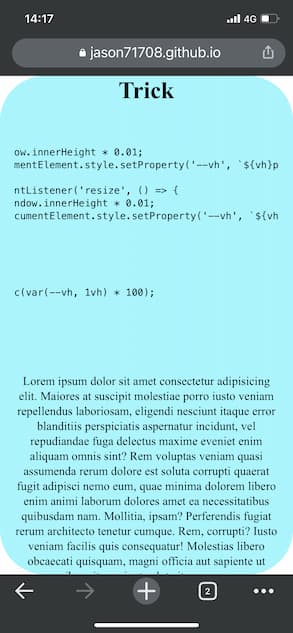 14:17
4G
jason71708.github.io
Trick
ow.innerHeight * 0.01;
mentElement.style.setProperty('--vh', `${vh}p
ntListener('resize', () => {
ndow.innerHeight * 0.01;
cumentElement.style.setProperty('--vh', `${vh
c(var(--vh, 1vh) * 100);
Lorem ipsum dolor sit amet consectetur adipisicing
elit. Maiores at suscipit molestiae porro iusto veniam
repellendus laboriosam, eligendi nesciunt itaque error
blanditiis perspiciatis aspernatur incidunt, vel
repudiandae fuga delectus maxime eveniet enim
aliquam omnis sint? Rem voluptas veniam quasi
assumenda rerum dolore est soluta corrupti quaerat
fugit adipisci nemo eum, quae minima dolorem libero
enim animi laborum dolores amet ea necessitatibus
quibusdam nam. Mollitia, ipsam? Perferendis fugiat
rerum architecto tenetur cumque. Rem, corrupti? Iusto
veniam facilis quis consequatur! Molestias libero
obcaecati quisquam, magni officia aut sapiente ut
2